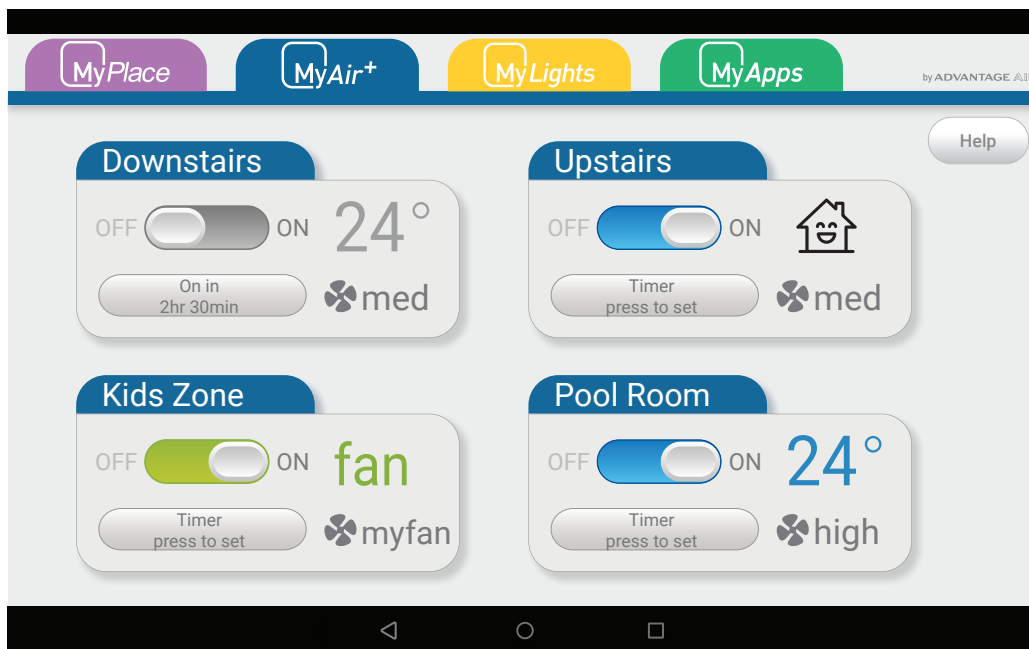 MyPlace
MyAir+
MyLights
MyApps
by ADVANTAGE AIR
Help
Downstairs
OFF ON 24°
On in
2hr 30min
med
Upstairs
OFF ON
Timer
press to set
med
Kids Zone
OFF ON fan
Timer
press to set
myfan
Pool Room
OFF ON 24°
Timer
press to set
high